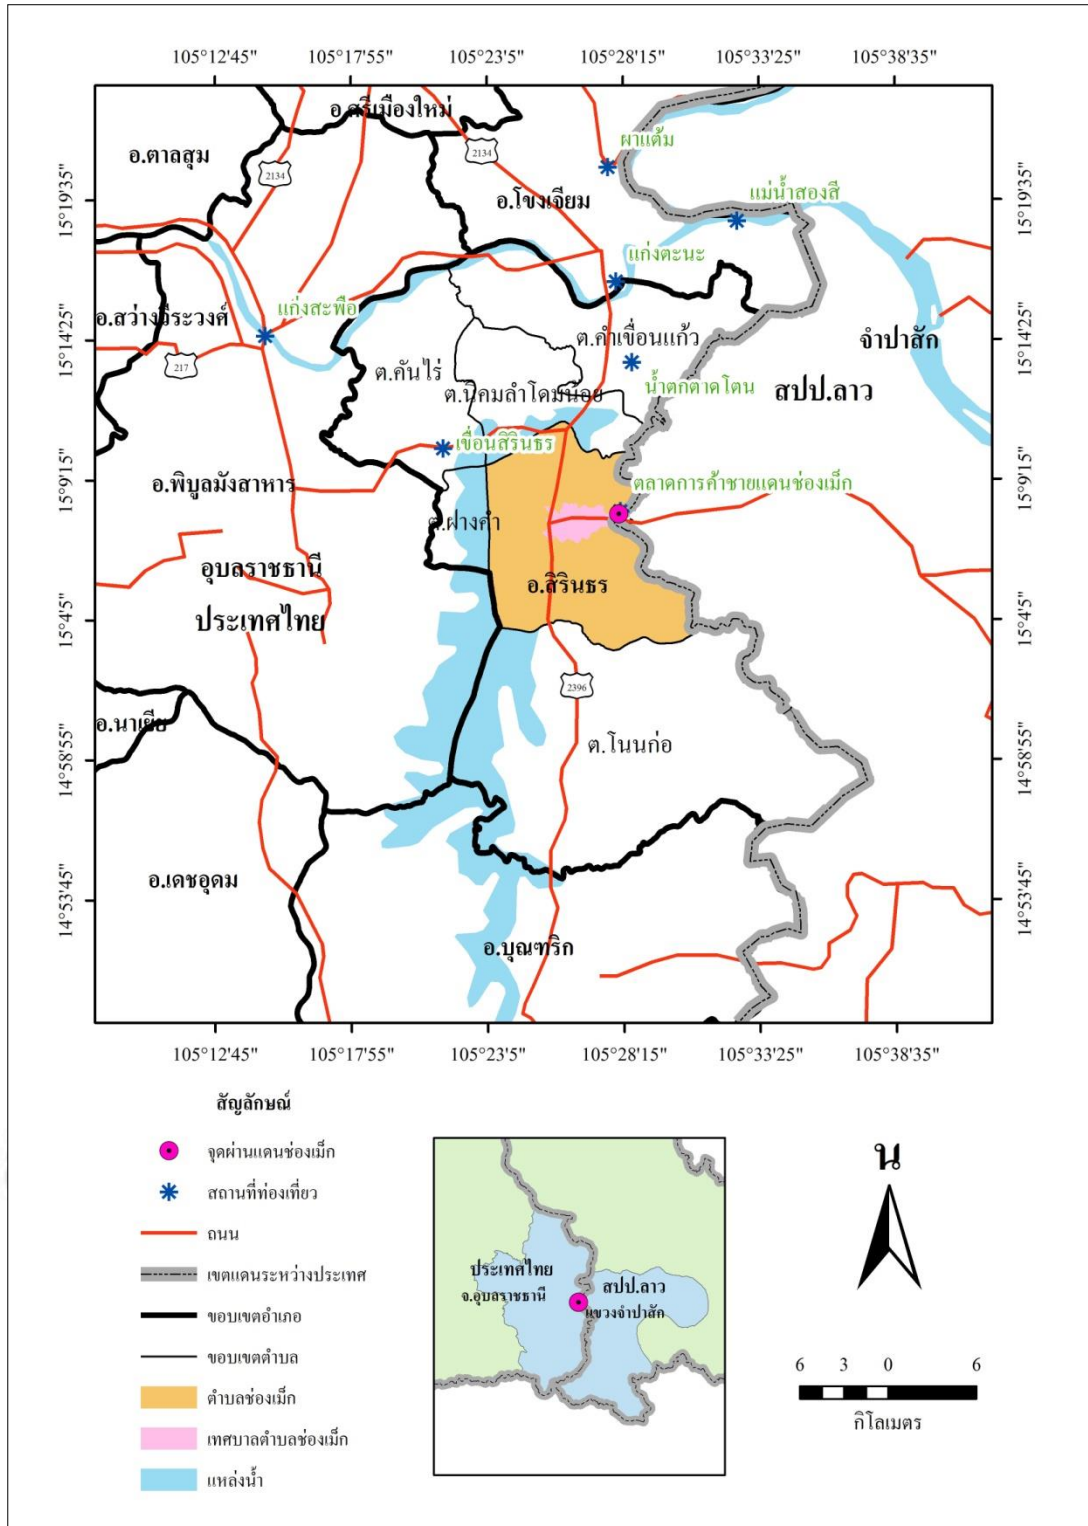 105°12'45" 105°17'55" 105°23'5" 105°28'15" 105°33'25" 105°38'35"
อ.ศรีเมืองใหม่
อ.ตาลสุม
2134
ผาแต้ม
2134
15°19'35"
อ.โขงเจียม
แม่น้ำสองสี
15°19'35"
แก่งตะนะ
แก่งสะพือ
อ.สว่างวีระวงศ์
15°14'25"
ต.คำเขื่อนแก้ว
จำปาสัก
15°14'25"
217
ต.คันไร่
ต.นิคมลำโดมน้อย
น้ำตกตาดโตน
สปป.ลาว
เขื่อนสิรินธร
15°9'15"
อ.พิบูลมังสาหาร
ตลาดการค้าชายแดนช่องเม็ก
15°9'15"
ต.ฝางคำ
อุบลราชธานี
อ.สิรินธร
ประเทศไทย
15°4'5"
15°4'5"
2396
อ.นาเยีย
ต.โนนก่อ
14°58'55"
14°58'55"
อ.เดชอุดม
14°53'45"
14°53'45"
อ.บุณฑริก
105°12'45" 105°17'55" 105°23'5" 105°28'15" 105°33'25" 105°38'35"
สัญลักษณ์
จุดผ่านแดนช่องเม็ก
สถานที่ท่องเที่ยว
ถนน
เขตแดนระหว่างประเทศ
ขอบเขตอำเภอ
ขอบเขตตำบล
ตำบลช่องเม็ก
เทศบาลตำบลช่องเม็ก
แหล่งน้ำ
ประเทศไทย
จ.อุบลราชธานี
สปป.ลาว
แขวงจำปาสัก
น
6 3 0 6
กิโลเมตร